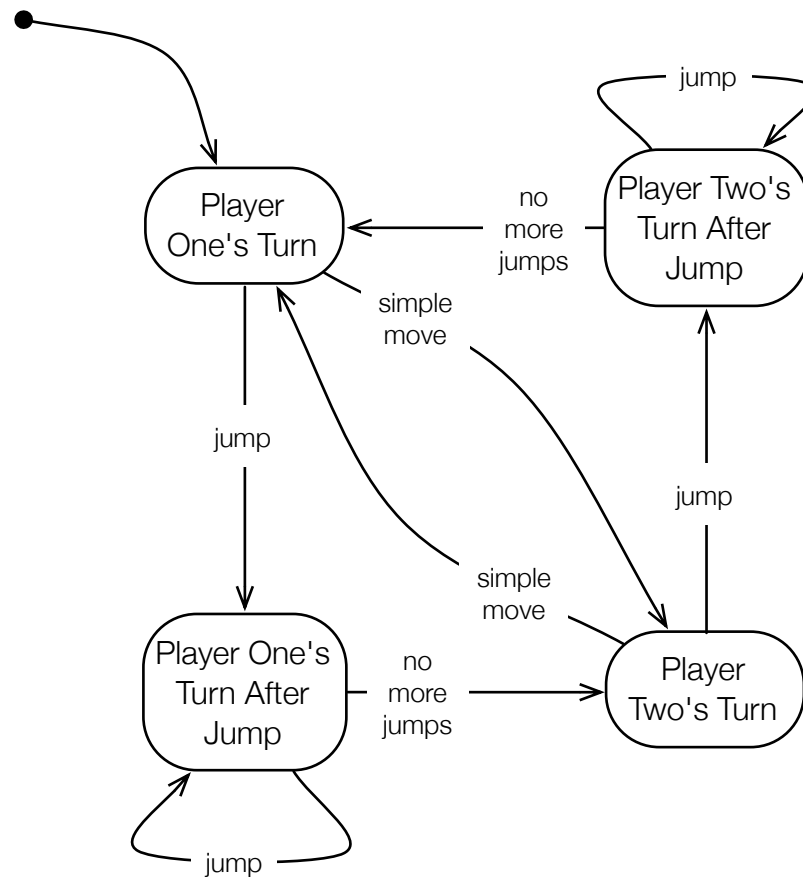 jump
Player Two's
Turn After
Jump
Player
One's Turn
no
more
jumps
simple
move
jump
jump
simple
move
Player One's
Turn After
Jump
no
more
jumps
Player
Two's Turn
jump